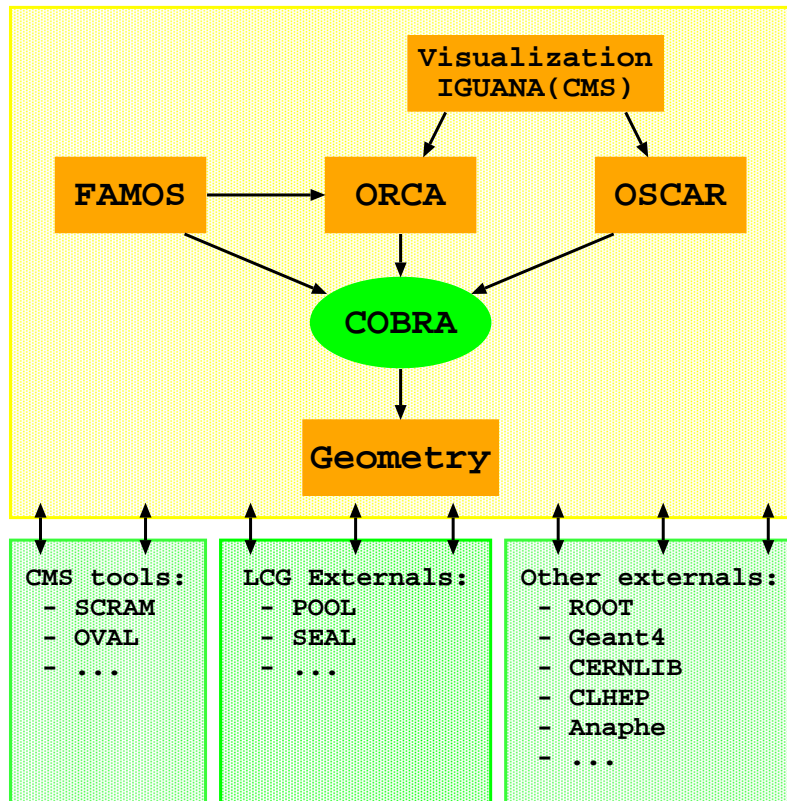 Visualization
IGUANA(CMS)
FAMOS
ORCA
OSCAR
COBRA
Geometry
CMS tools:
- SCRAM
- OVAL
- ...
LCG Externals:
- POOL
- SEAL
- ...
Other externals:
- ROOT
- Geant4
- CERNLIB
- CLHEP
- Anaphe
- ...